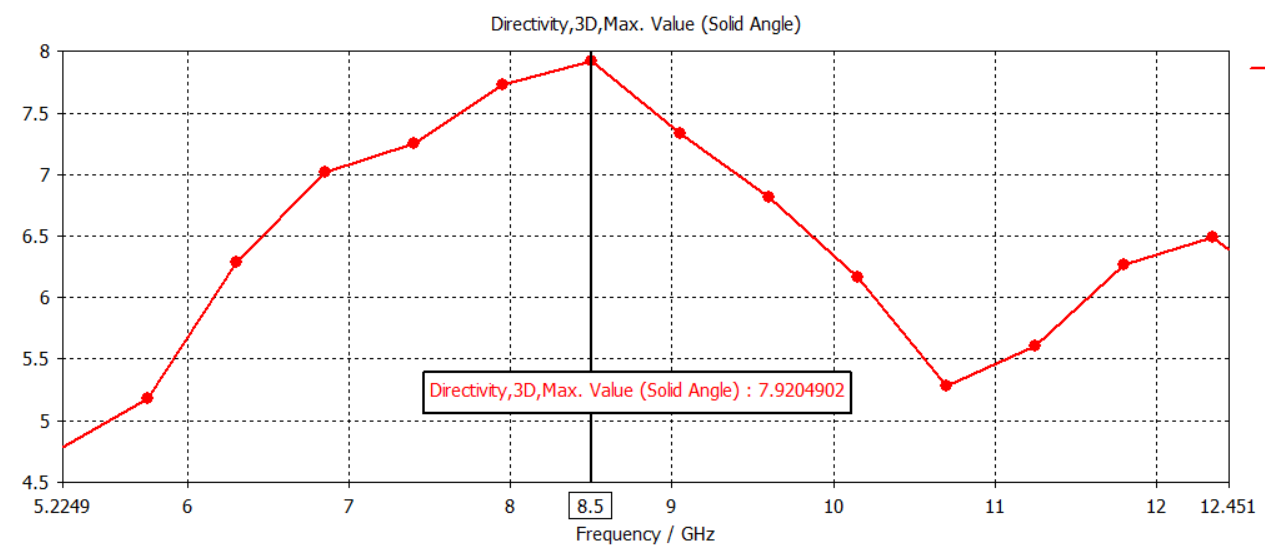 Directivity,3D,Max. Value (Solid Angle)
8
7.5
7
6.5
6
5.5
5
4.5
Directivity,3D,Max. Value (Solid Angle) : 7.9204902
5.2249 6 7 8 8.5 9 10 11 12 12.451
Frequency / GHz